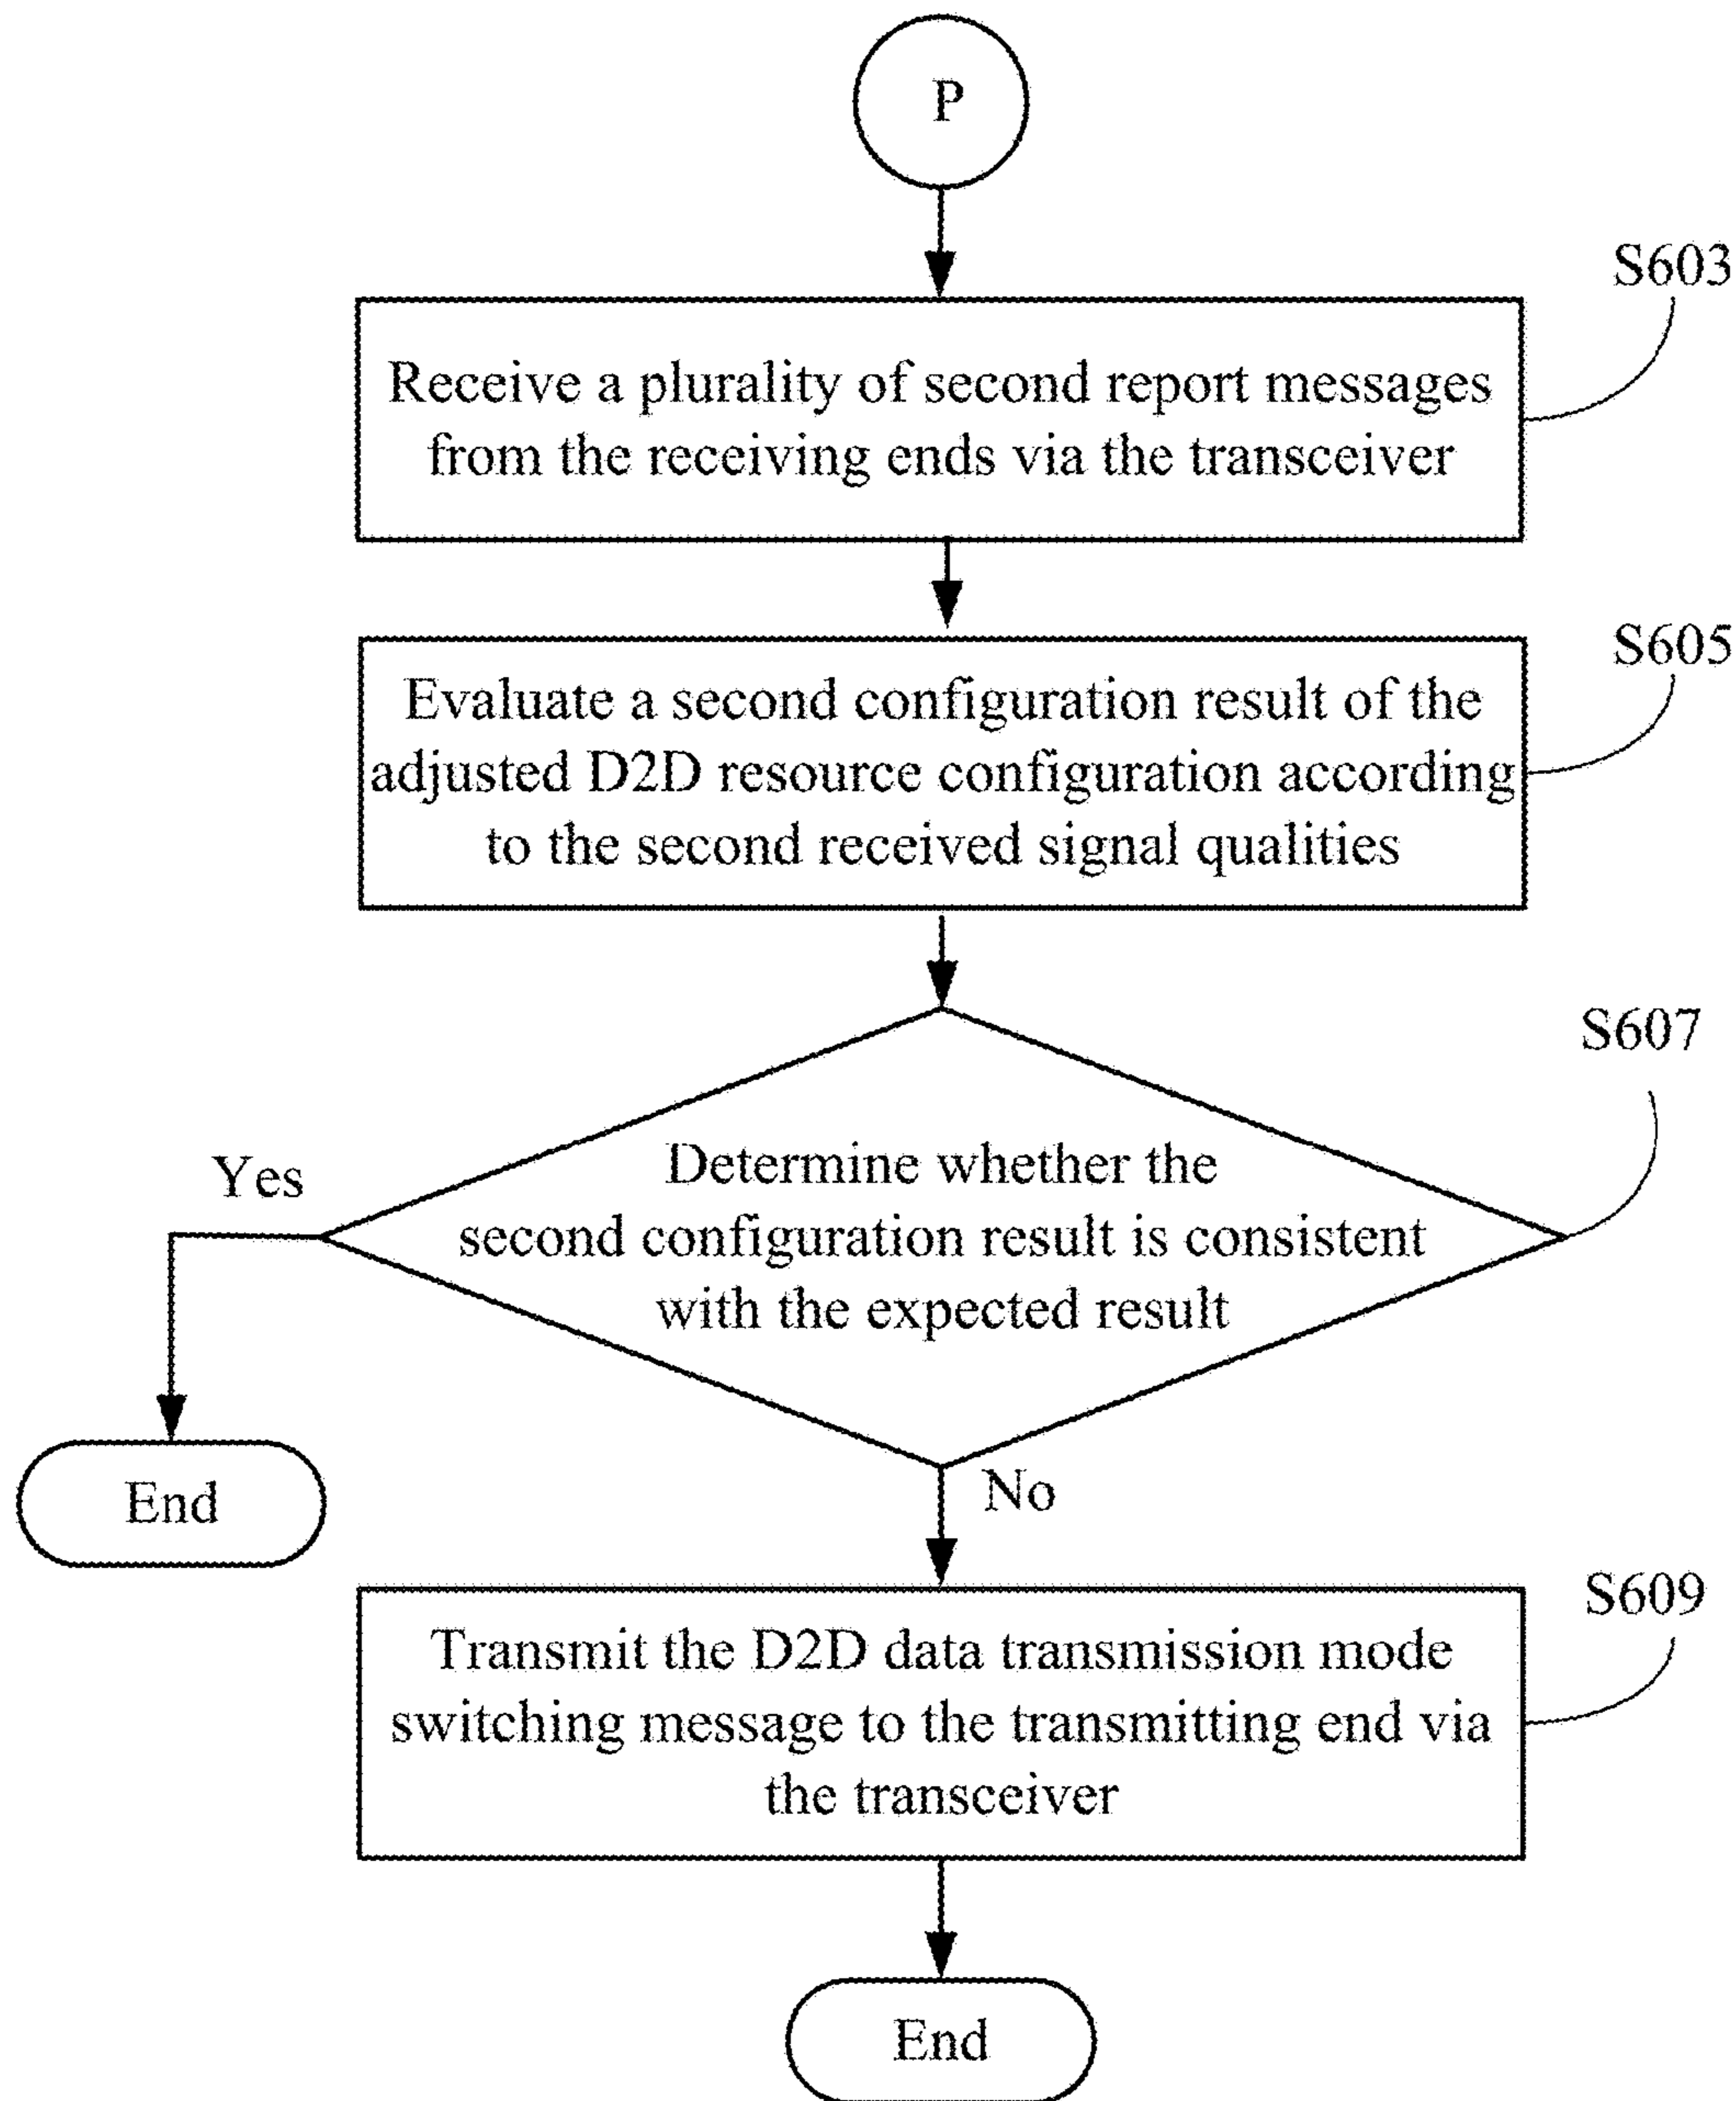 P
S603
Receive a plurality of second report messages
from the receiving ends via the transceiver
S605
Evaluate a second configuration result of the
adjusted D2D resource configuration according
to the second received signal qualities
S607
Yes
Determine whether the
second configuration result is consistent
with the expected result
End
No
S609
Transmit the D2D data transmission mode
switching message to the transmitting end via
the transceiver
End